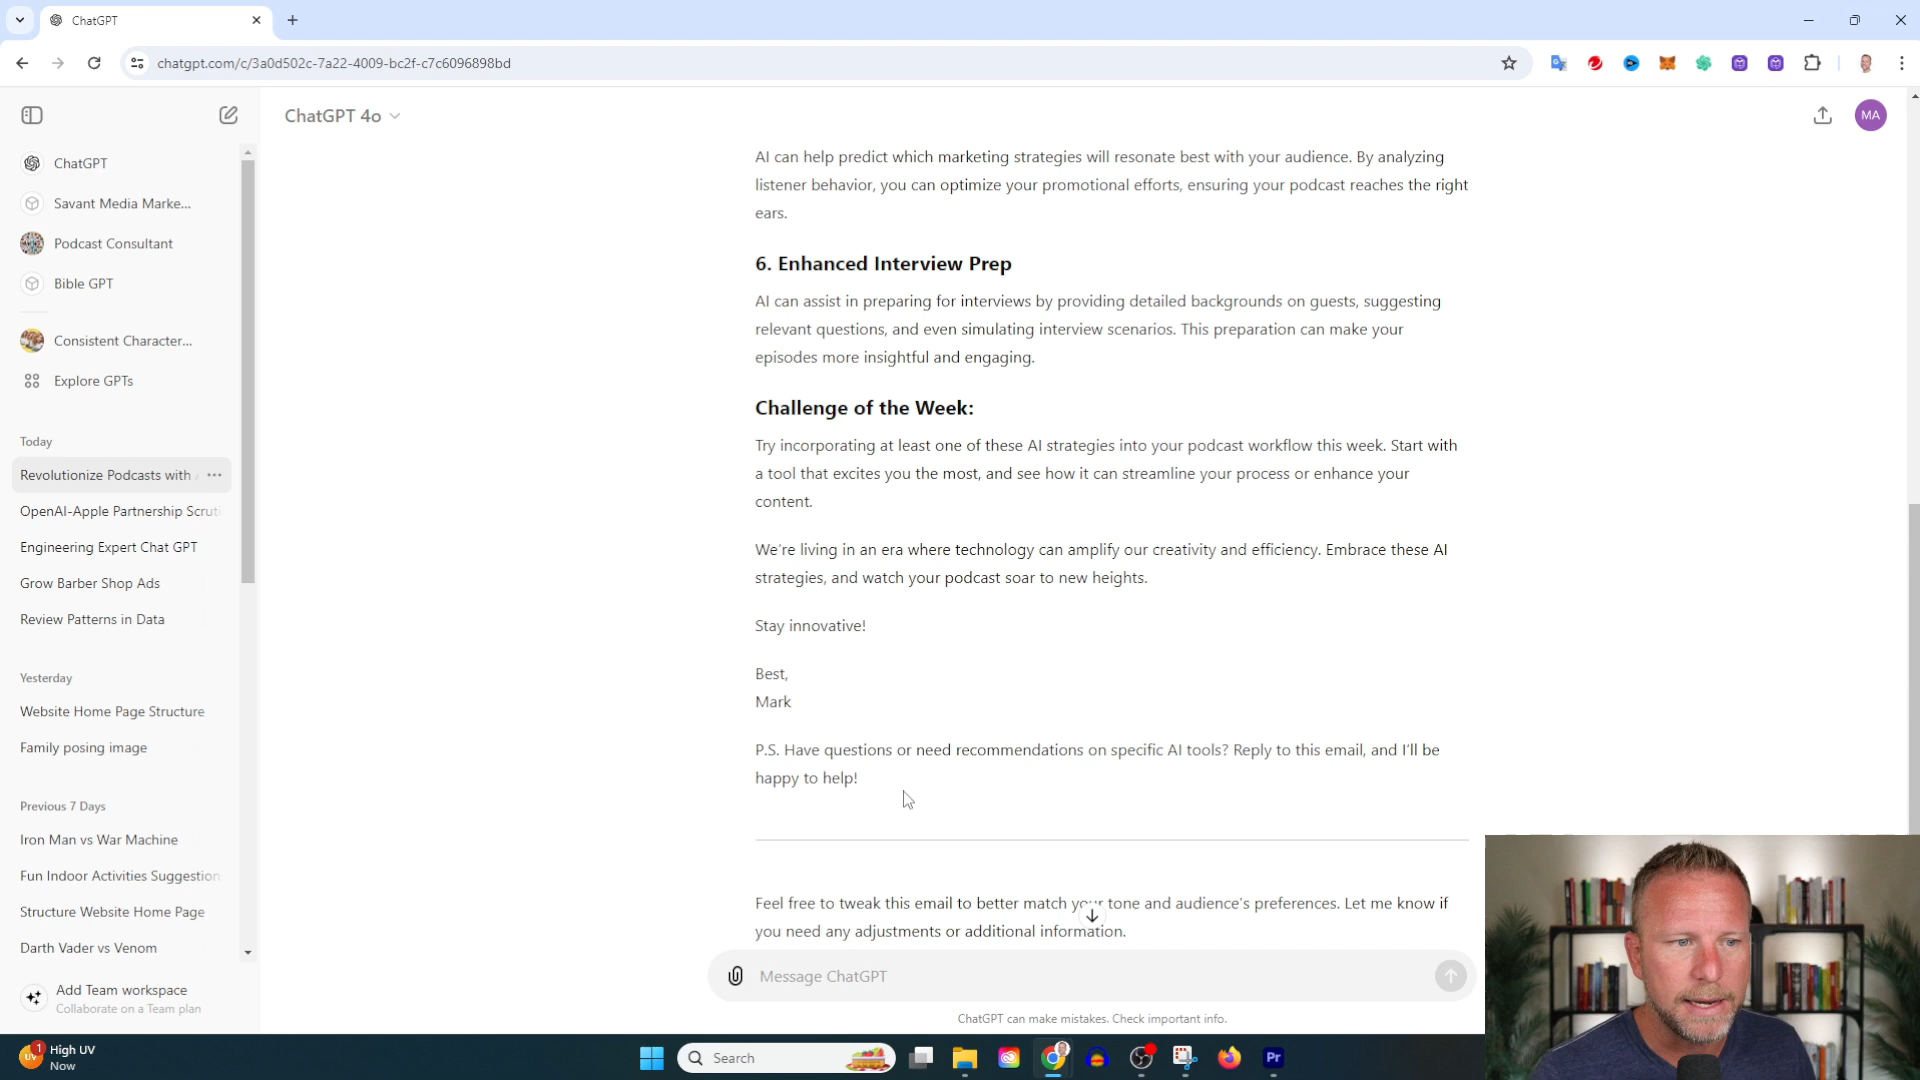 ChatGPT
chatgpt.com/c/3a0d502c-7a22-4009-bc2f-c7c6096898bd
ChatGPT 4o
MA
ChatGPT
Savant Media Marke...
Podcast Consultant
Bible GPT
Consistent Character...
Explore GPTs
Today
Revolutionize Podcasts with
OpenAI-Apple Partnership Scruti
Engineering Expert Chat GPT
Grow Barber Shop Ads
Review Patterns in Data
Yesterday
Website Home Page Structure
Family posing image
Previous 7 Days
Iron Man vs War Machine
Fun Indoor Activities Suggestion
Structure Website Home Page
Darth Vader vs Venom
Add Team workspace
Collaborate on a Team plan
AI can help predict which marketing strategies will resonate best with your audience. By analyzing
listener behavior, you can optimize your promotional efforts, ensuring your podcast reaches the right
ears.
6. Enhanced Interview Prep
AI can assist in preparing for interviews by providing detailed backgrounds on guests, suggesting
relevant questions, and even simulating interview scenarios. This preparation can make your
episodes more insightful and engaging.
Challenge of the Week:
Try incorporating at least one of these AI strategies into your podcast workflow this week. Start with
a tool that excites you the most, and see how it can streamline your process or enhance your
content.
We're living in an era where technology can amplify our creativity and efficiency. Embrace these AI
strategies, and watch your podcast soar to new heights.
Stay innovative!
Best,
Mark
P.S. Have questions or need recommendations on specific AI tools? Reply to this email, and I'll be
happy to help!
Feel free to tweak this email to better match your tone and audience's preferences. Let me know if
you need any adjustments or additional information.
Message ChatGPT
ChatGPT can make mistakes. Check important info.
UV
1
High UV
Now
Search
Pr